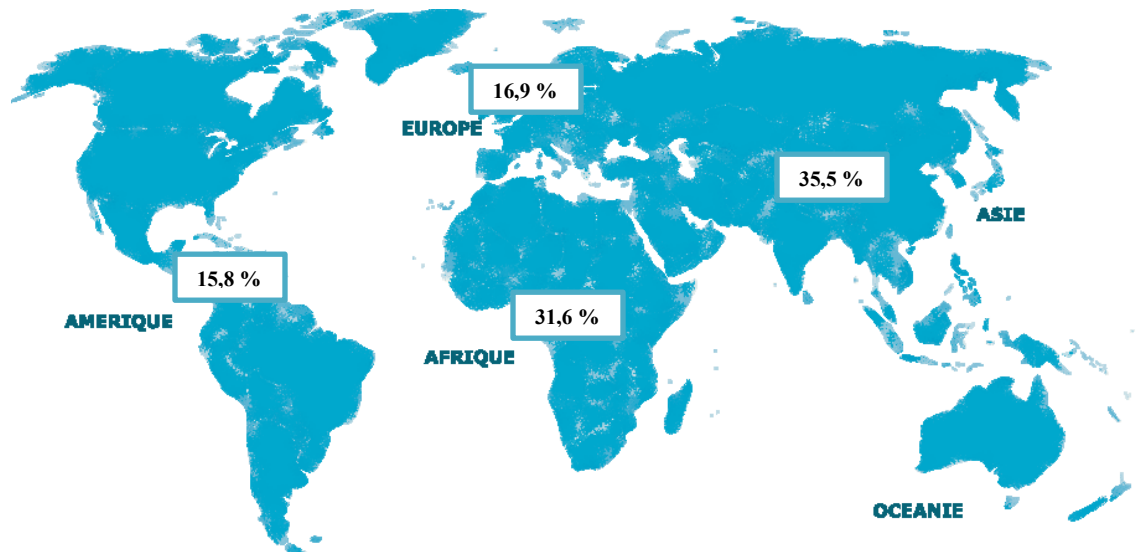 16,9 %
EUROPE
35,5 %
ASIE
15,8 %
AMERIQUE
31,6 %
AFRIQUE
OCEANIE